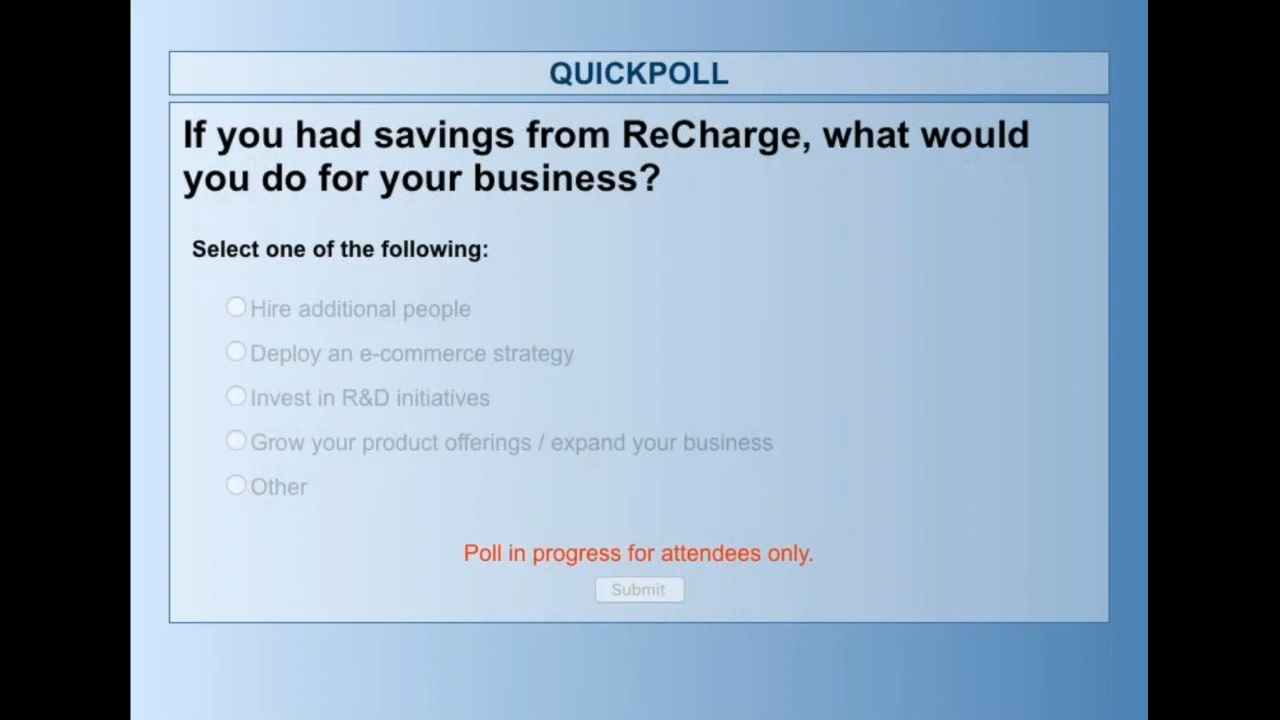 QUICKPOLL
If you had savings from ReCharge, what would
you do for your business?
Select one of the following:
Hire additional people
Deploy an e-commerce strategy
Invest in R&D initiatives
Grow your product offerings / expand your business
Other
Poll in progress for attendees only.
Submit